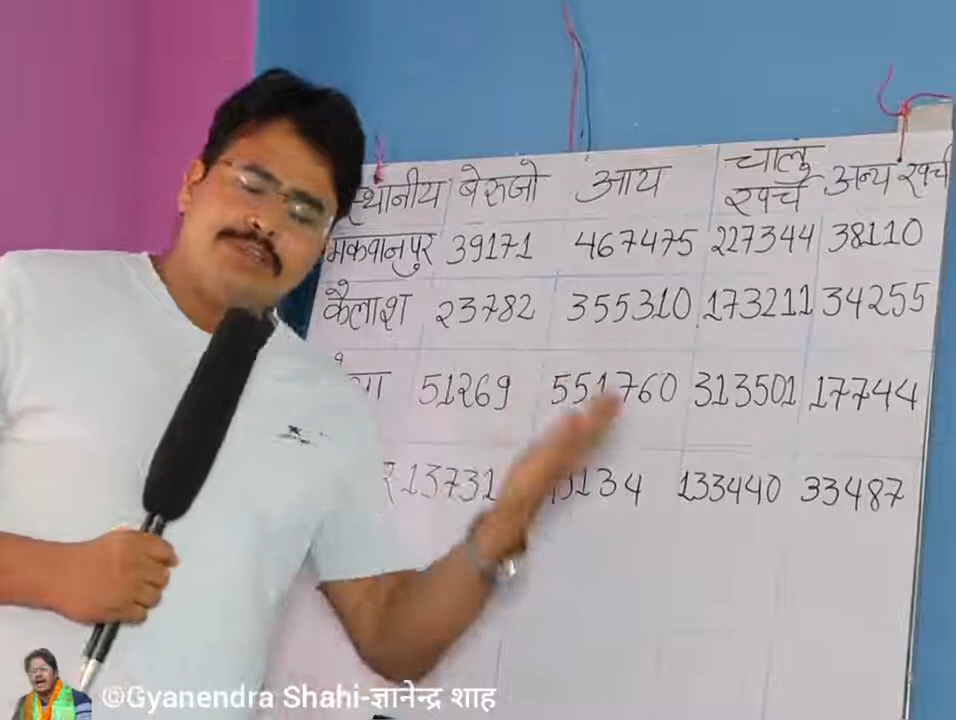 स्थानीय बेरुजो आय चालु खर्च अन्य खर्च
मकवानपुर 39171 467475 227344 38110
कैलाश 23782 355310 173211 34255
51269 551760 313501 17744
13731 133440 33487
©Gyanendra Shahi-ज्ञानेन्द्र शाह